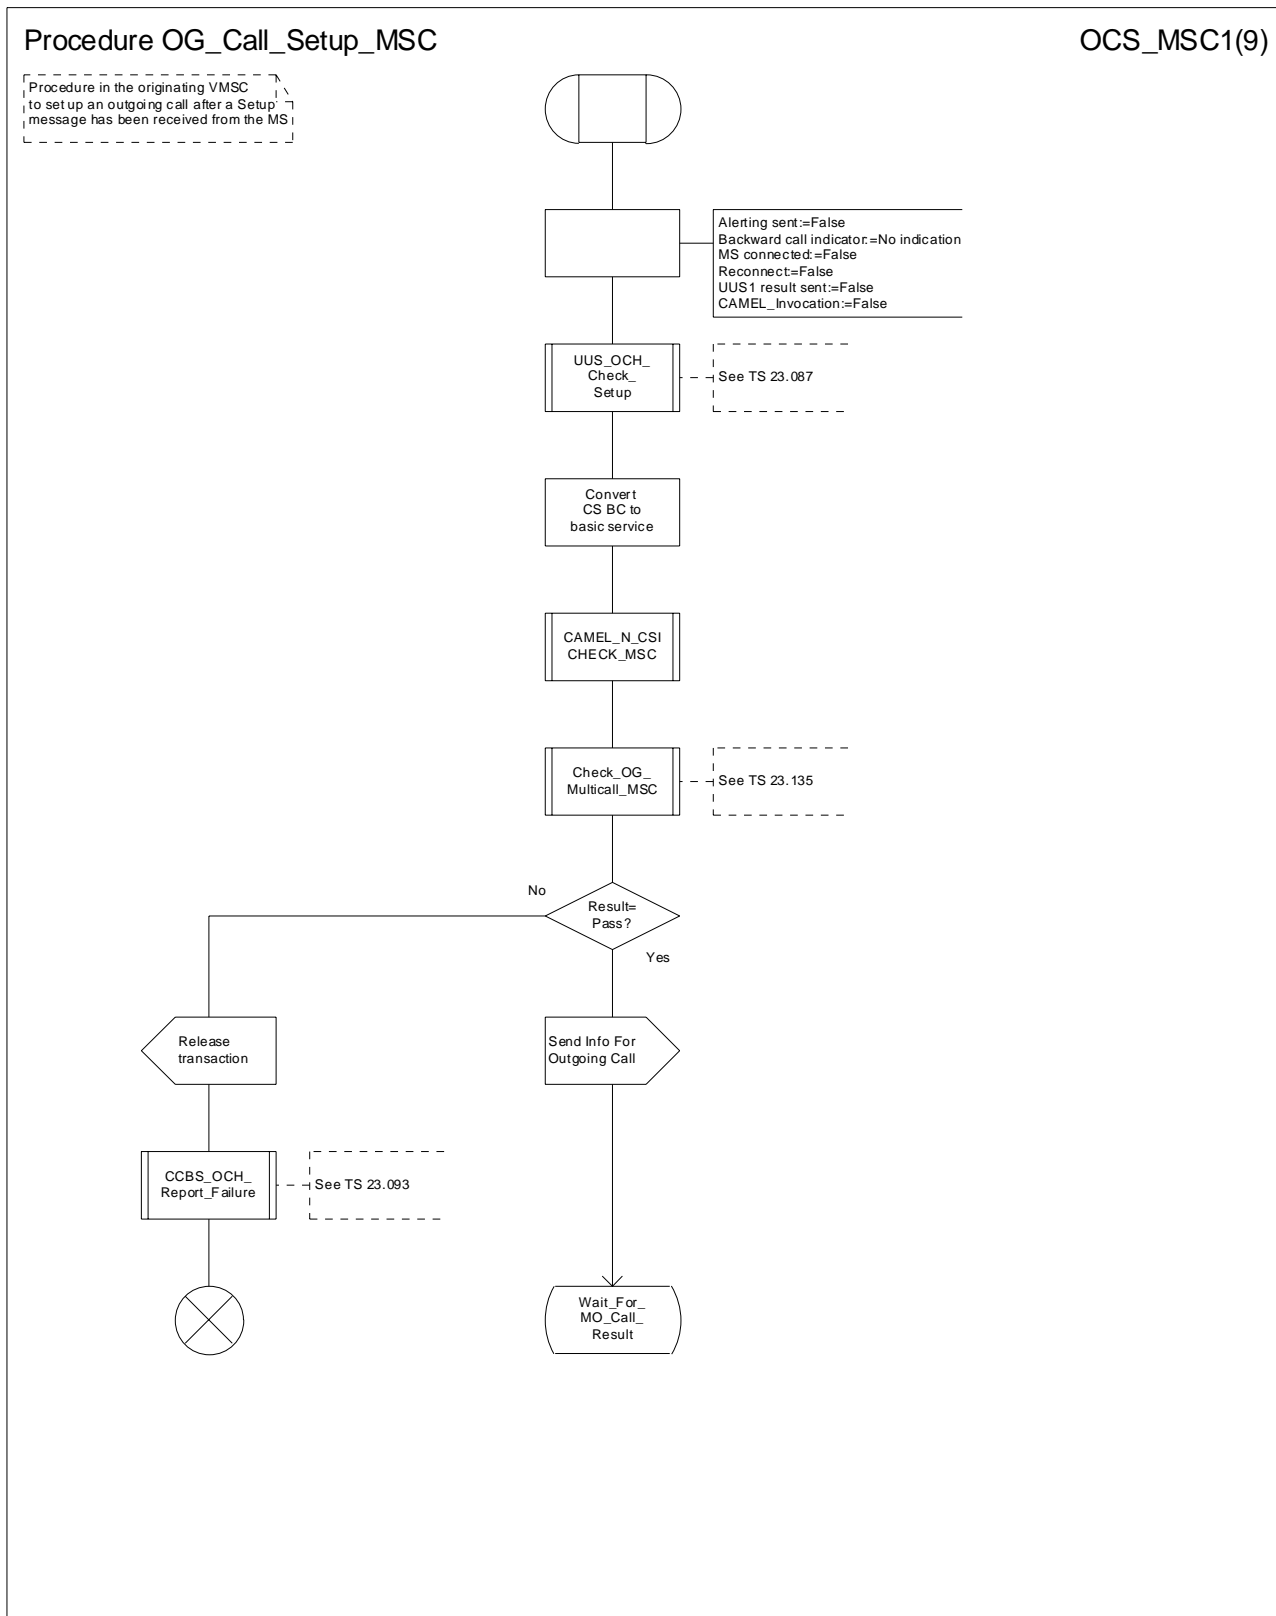 Procedure OG_Call_Setup_MSC
OCS_MSC1(9)
Procedure in the originating VMSC
to set up an outgoing call after a Setup
message has been received from the MS
Alerting sent:=False
Backward call indicator:=No indication
MS connected:=False
Reconnect:=False
UUS1 result sent:=False
CAMEL_Invocation:=False
UUS_OCH_
Check_
Setup
See TS 23.087
Convert
CS BC to
basic service
CAMEL_N_CSI
CHECK_MSC
Check_OG_
Multicall_MSC
See TS 23.135
No
Result=
Pass?
Yes
Release
transaction
Send Info For
Outgoing Call
CCBS_OCH_
Report_Failure
See TS 23.093
Wait_For_
MO_Call_
Result